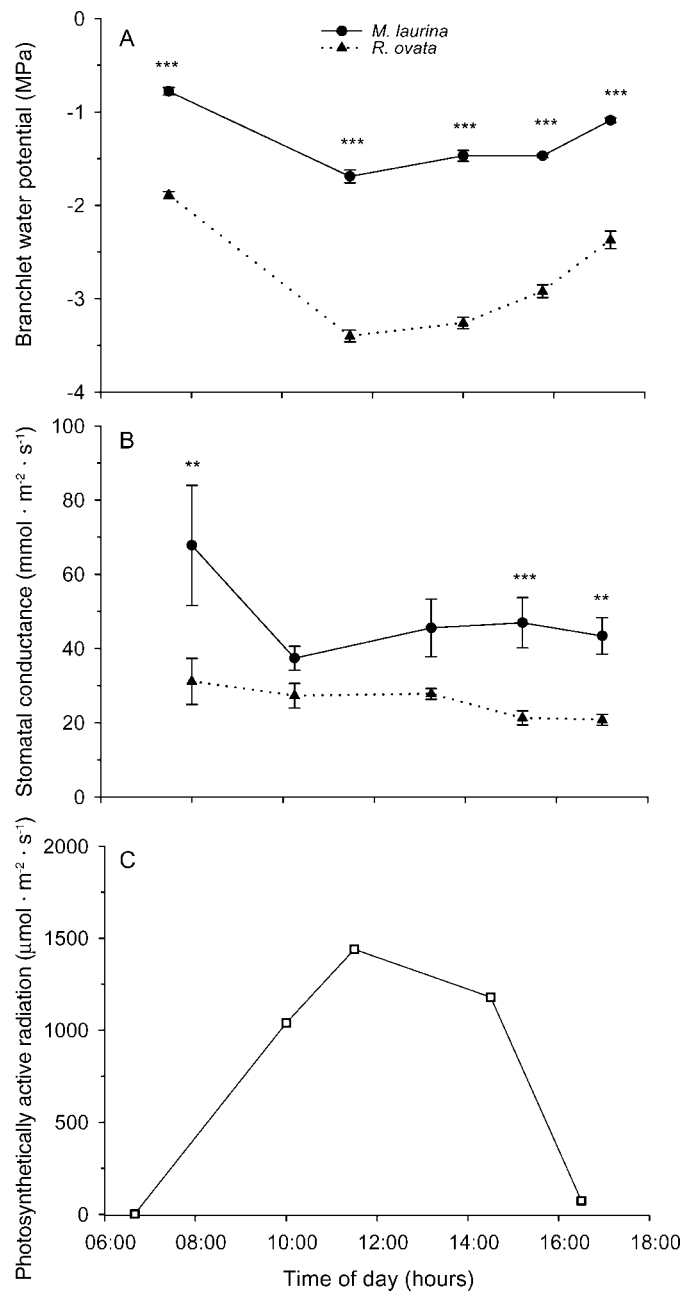 A
M. laurina
R. ovata
Branchlet water potential (MPa)
0
-1
-2
-3
-4
***
***
***
***
***
B
Stomatal conductance (mmol · m⁻² · s⁻¹)
100
80
60
40
20
0
**
***
**
C
Photosynthetically active radiation (μmol · m⁻² · s⁻¹)
2000
1500
1000
500
0
06:00 08:00 10:00 12:00 14:00 16:00 18:00
Time of day (hours)